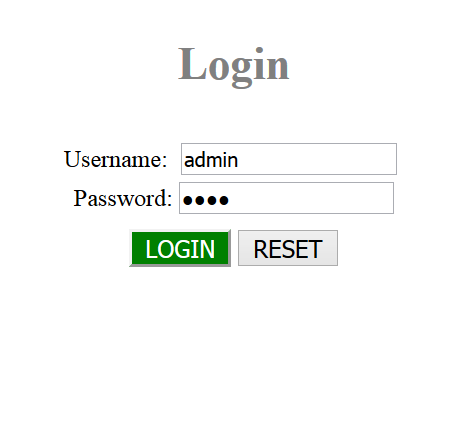 Login
Username: admin
Password: ••••
LOGIN RESET